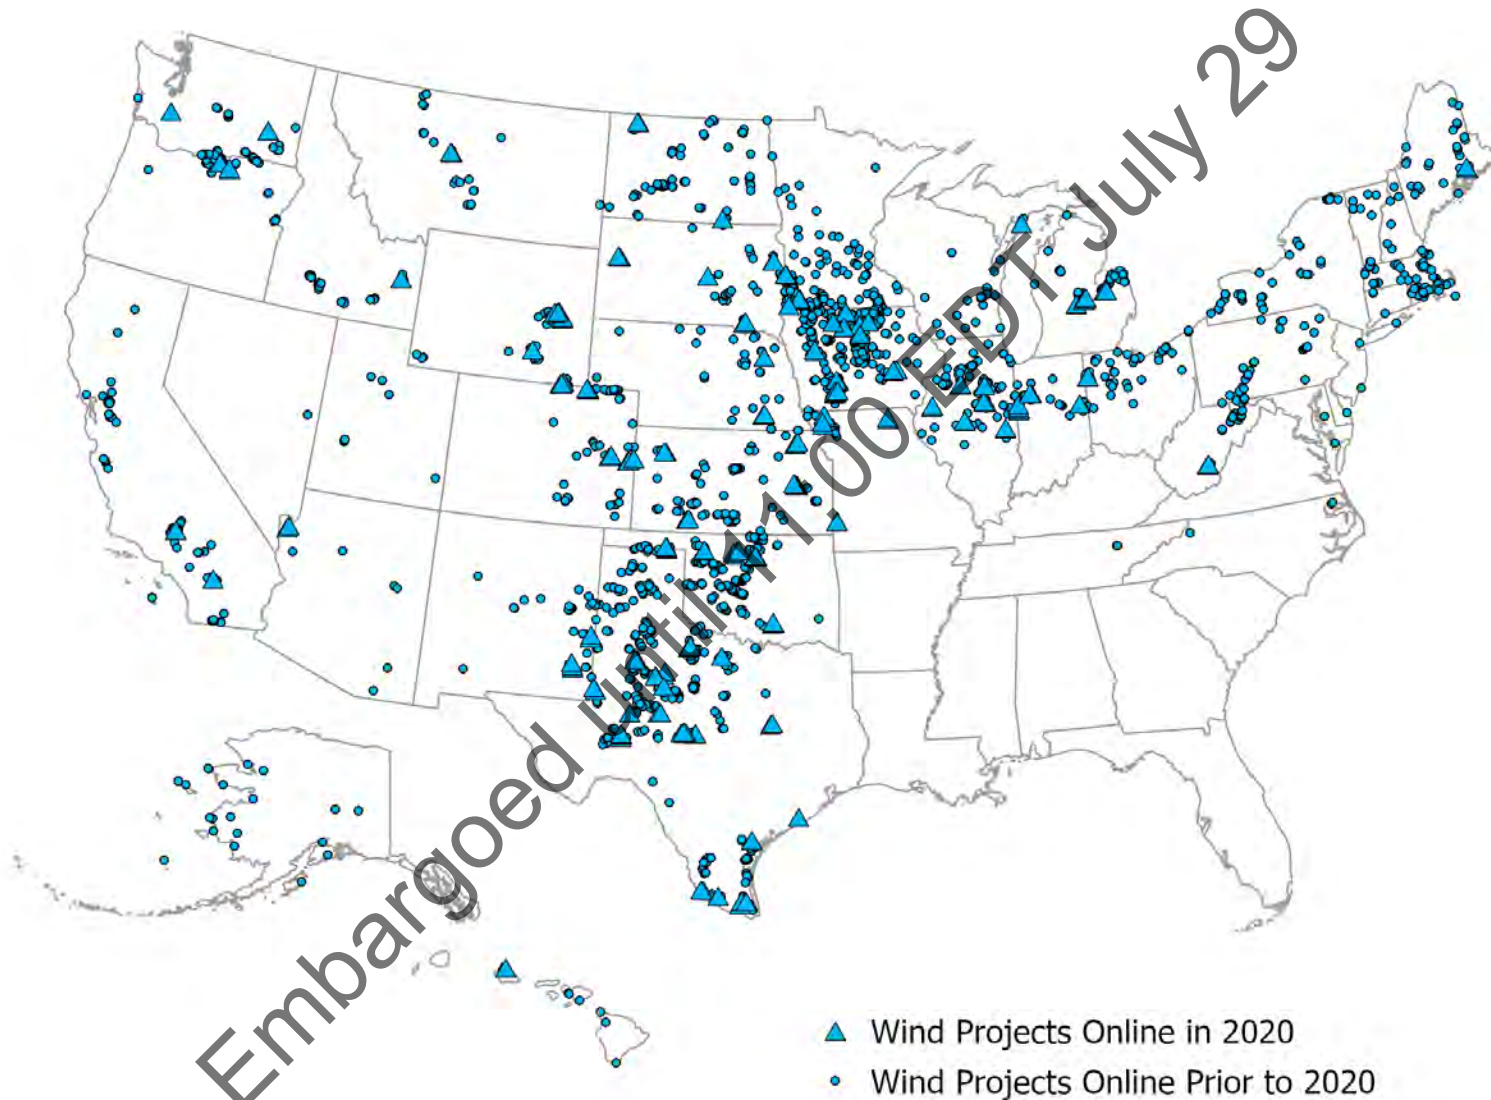 Embargoed until 11:00 EDT July 29
Wind Projects Online in 2020
Wind Projects Online Prior to 2020